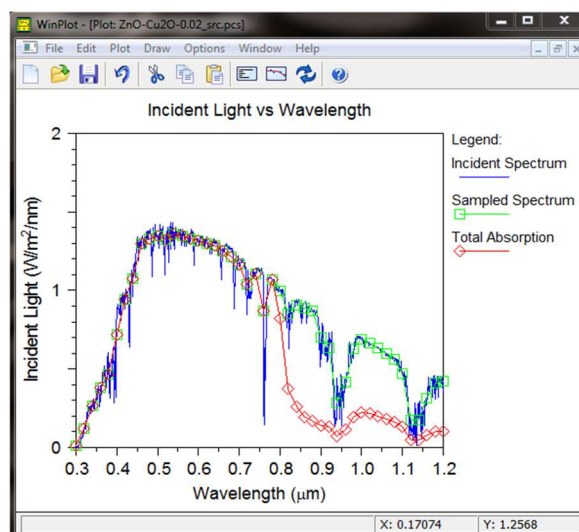 WinPlot - [Plot: ZnO-Cu2O-0.02_src.pcs]
File Edit Plot Draw Options Window Help
Incident Light vs Wavelength
Legend:
Incident Spectrum
Sampled Spectrum
Total Absorption
Incident Light (W/m²/nm)
2
1
0
0.3 0.4 0.5 0.6 0.7 0.8 0.9 1.0 1.1 1.2
Wavelength (µm)
X: 0.17074 Y: 1.2568